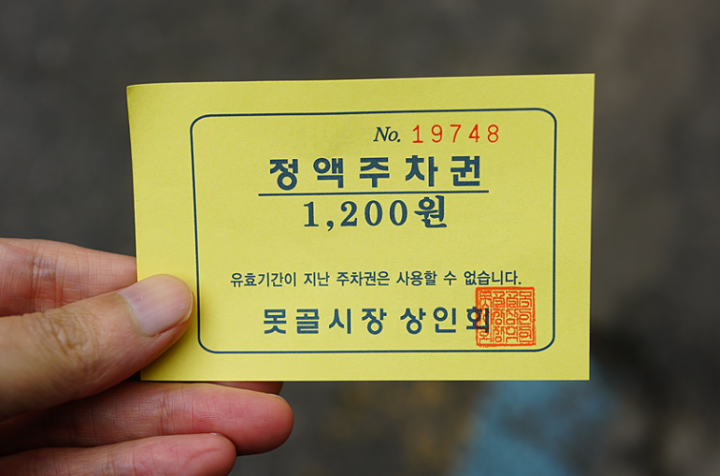 No. 19748
정액주차권
1,200원
유효기간이 지난 주차권은 사용할 수 없습니다.
못골시장 상인회